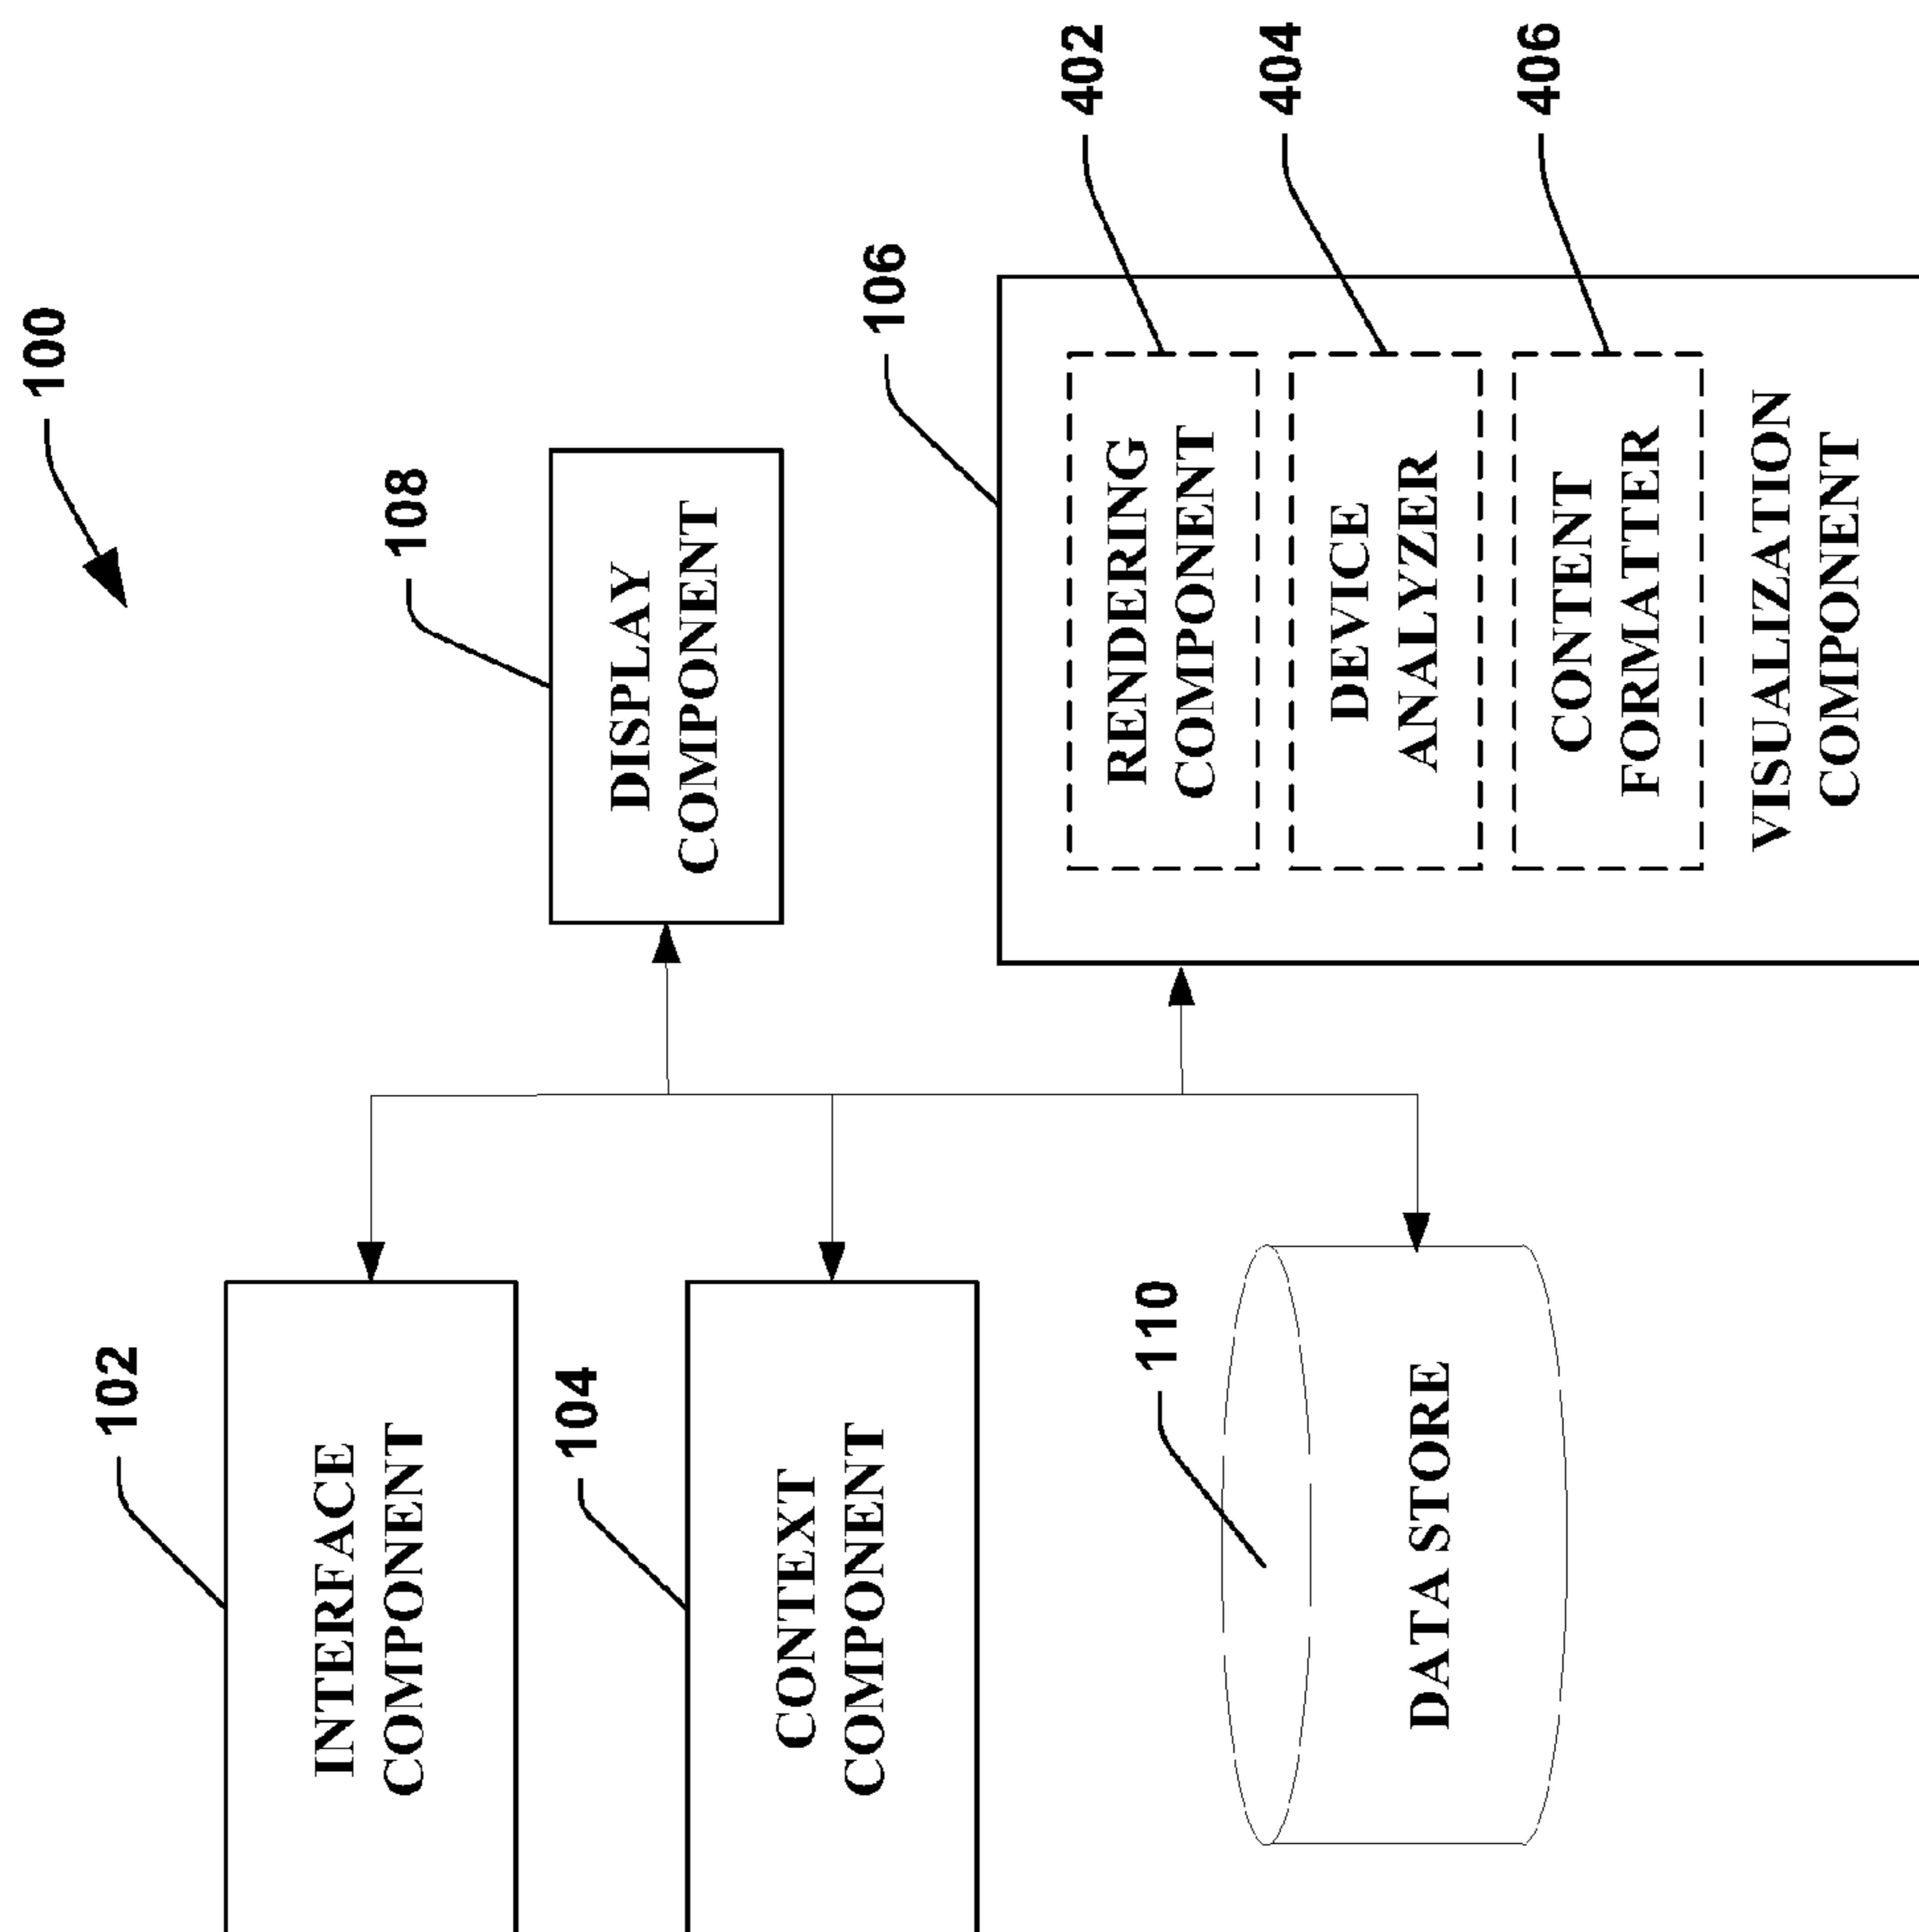 100
102
INTERFACE
COMPONENT
108
DISPLAY
COMPONENT
104
CONTEXT
COMPONENT
106
402
RENDERING
COMPONENT
404
DEVICE
ANALYZER
406
CONTENT
FORMATTER
VISUALIZATION
COMPONENT
110
DATA STORE